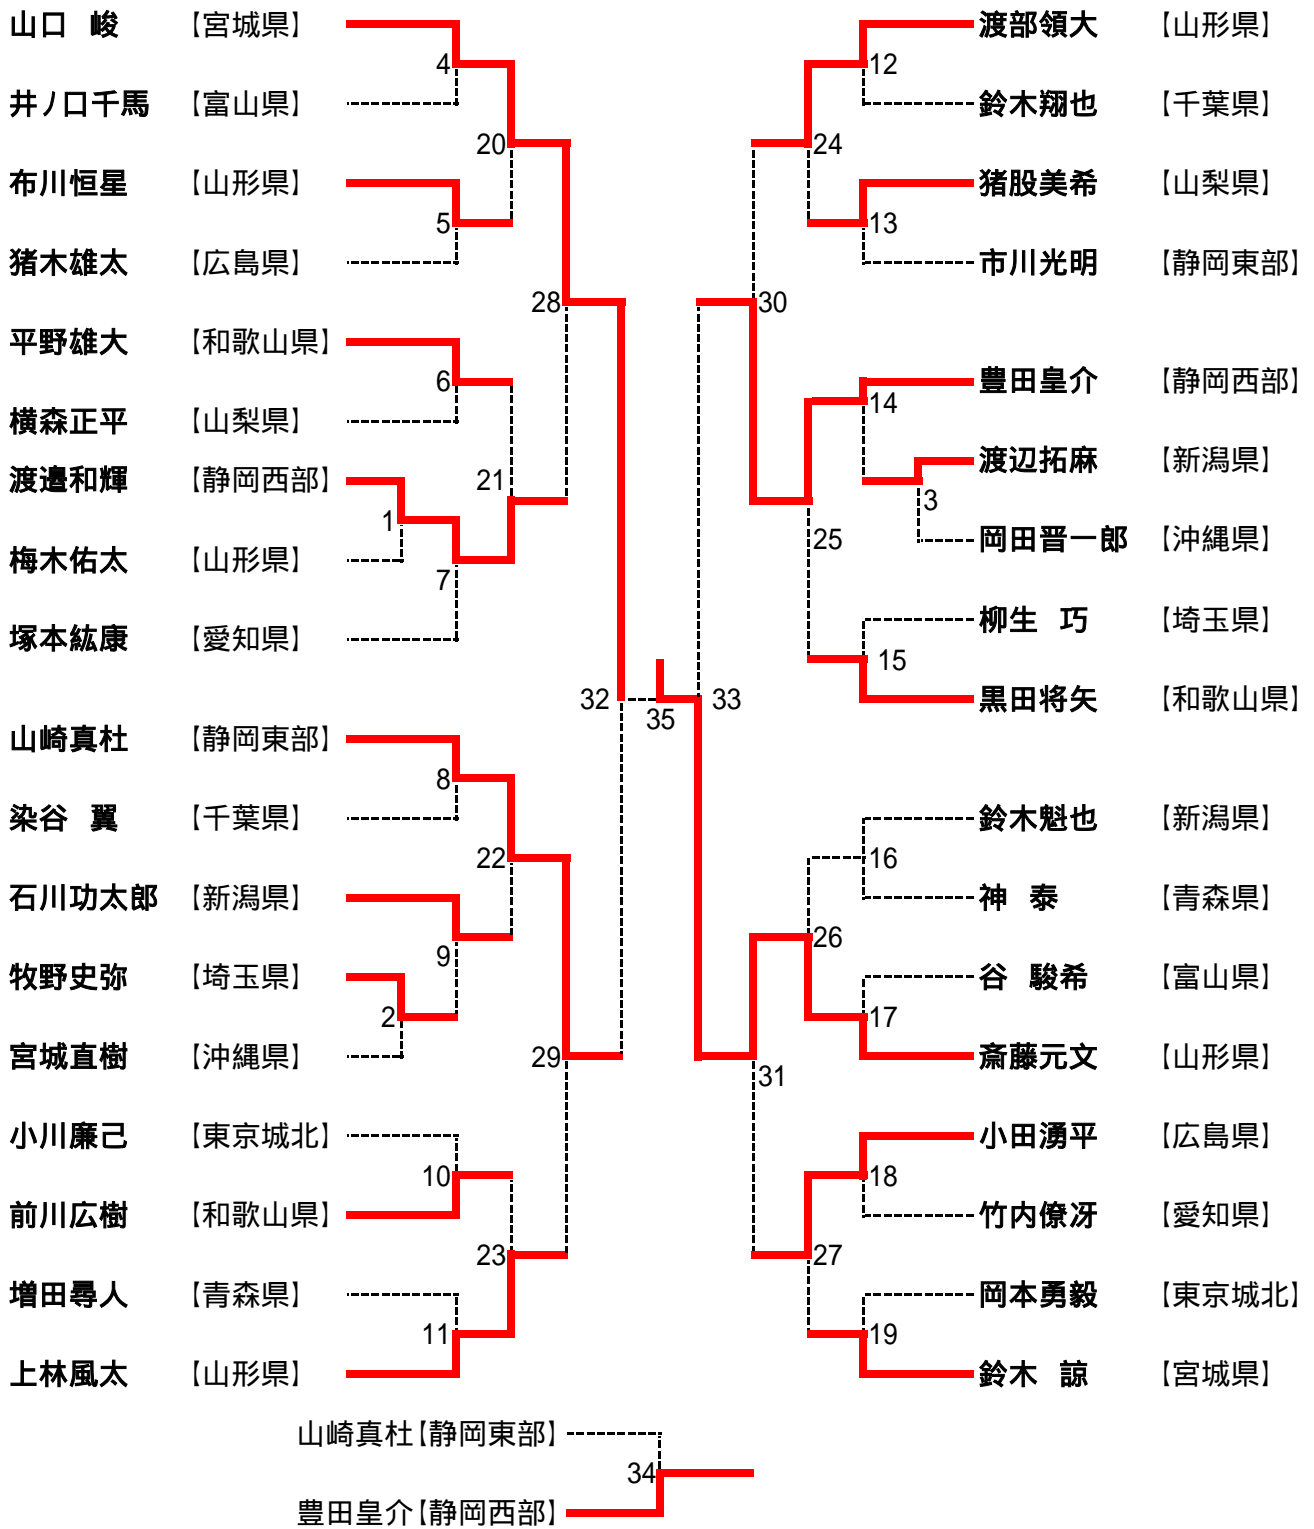 山口 峻 【宮城県】
4
井ノ口千馬 【富山県】
20
布川恒星 【山形県】
5
猪木雄太 【広島県】
28
平野雄大 【和歌山県】
6
横森正平 【山梨県】
渡邉和輝 【静岡西部】
21
1
梅木佑太 【山形県】
7
塚本紘康 【愛知県】
32
山崎真杜 【静岡東部】
8
染谷 翼 【千葉県】
22
石川功太郎 【新潟県】
9
牧野史弥 【埼玉県】
2
宮城直樹 【沖縄県】
29
小川廉己 【東京城北】
10
前川広樹 【和歌山県】
23
増田尋人 【青森県】
11
上林風太 【山形県】
35
渡部領大 【山形県】
12
鈴木翔也 【千葉県】
24
猪股美希 【山梨県】
13
市川光明 【静岡東部】
30
豊田皇介 【静岡西部】
14
渡辺拓麻 【新潟県】
3
岡田晋一郎 【沖縄県】
25
柳生 巧 【埼玉県】
15
黒田将矢 【和歌山県】
33
鈴木魁也 【新潟県】
16
神 泰 【青森県】
26
谷 駿希 【富山県】
17
斎藤元文 【山形県】
31
小田湧平 【広島県】
18
竹内僚冴 【愛知県】
27
岡本勇毅 【東京城北】
19
鈴木 諒 【宮城県】
山崎真杜【静岡東部】
34
豊田皇介【静岡西部】